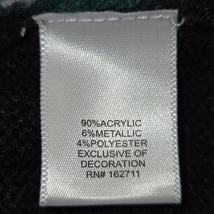 90%ACRYLIC
6%METALLIC
4%POLYESTER
EXCLUSIVE OF
DECORATION
RN# 162711